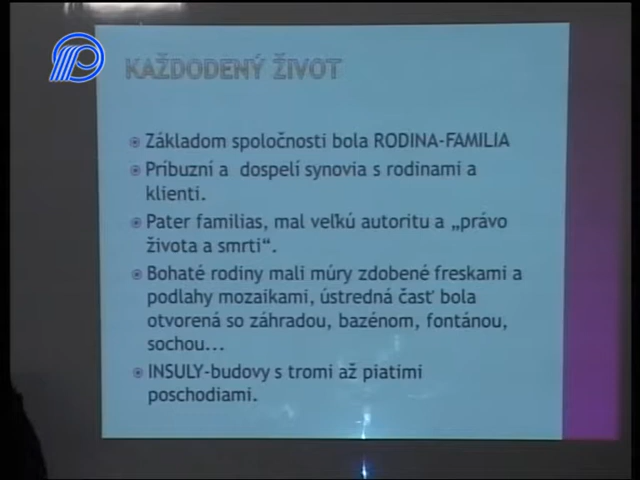 KAŽDODENÝ ŽIVOT
Základom spoločnosti bola RODINA-FAMILIA
Príbuzní a dospelí synovia s rodinami a
klienti.
Pater familias, mal veľkú autoritu a „právo
života a smrti“.
Bohaté rodiny mali múry zdobené freskami a
podlahy mozaikami, ústredná časť bola
otvorená so záhradou, bazénom, fontánou,
sochou...
INSULY-budovy s tromi až piatimi
poschodiami.